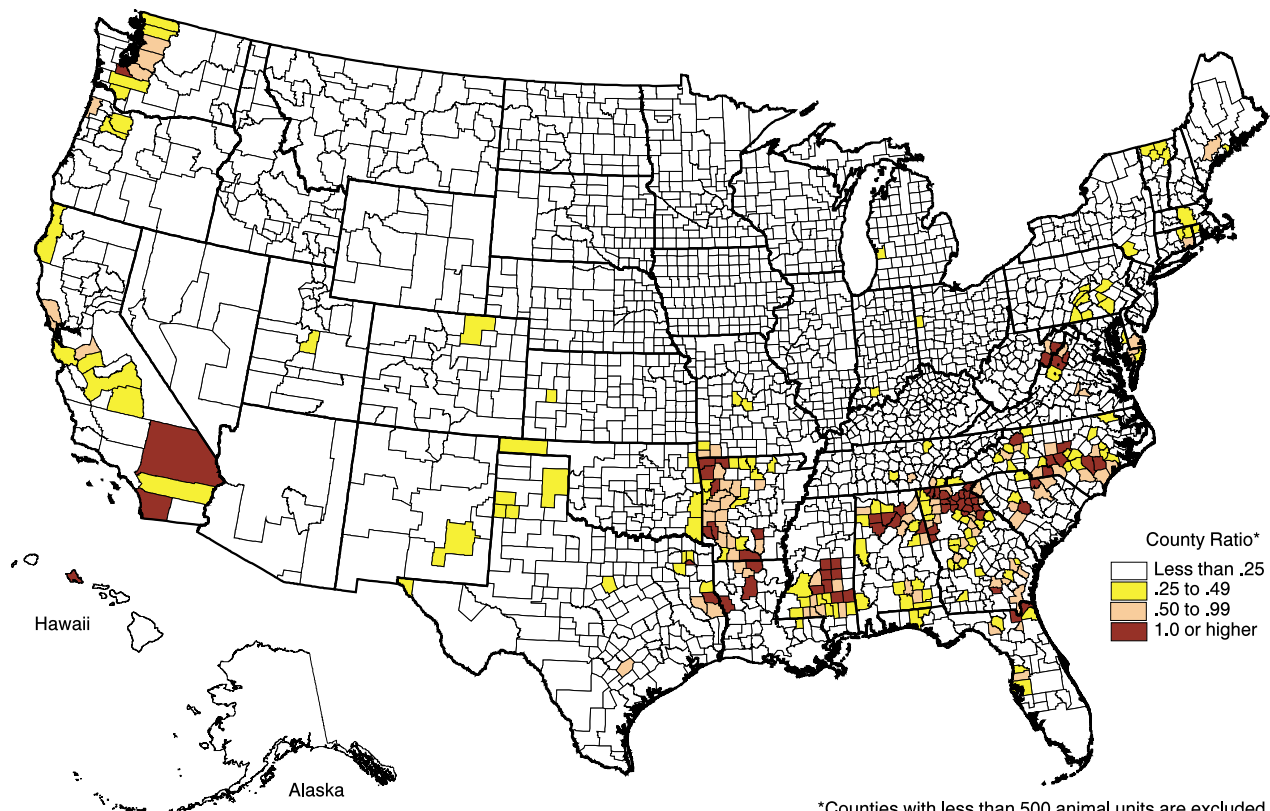 County Ratio*
Less than .25
.25 to .49
.50 to .99
1.0 or higher
Hawaii
Alaska
*Counties with less than 500 animal units are excluded